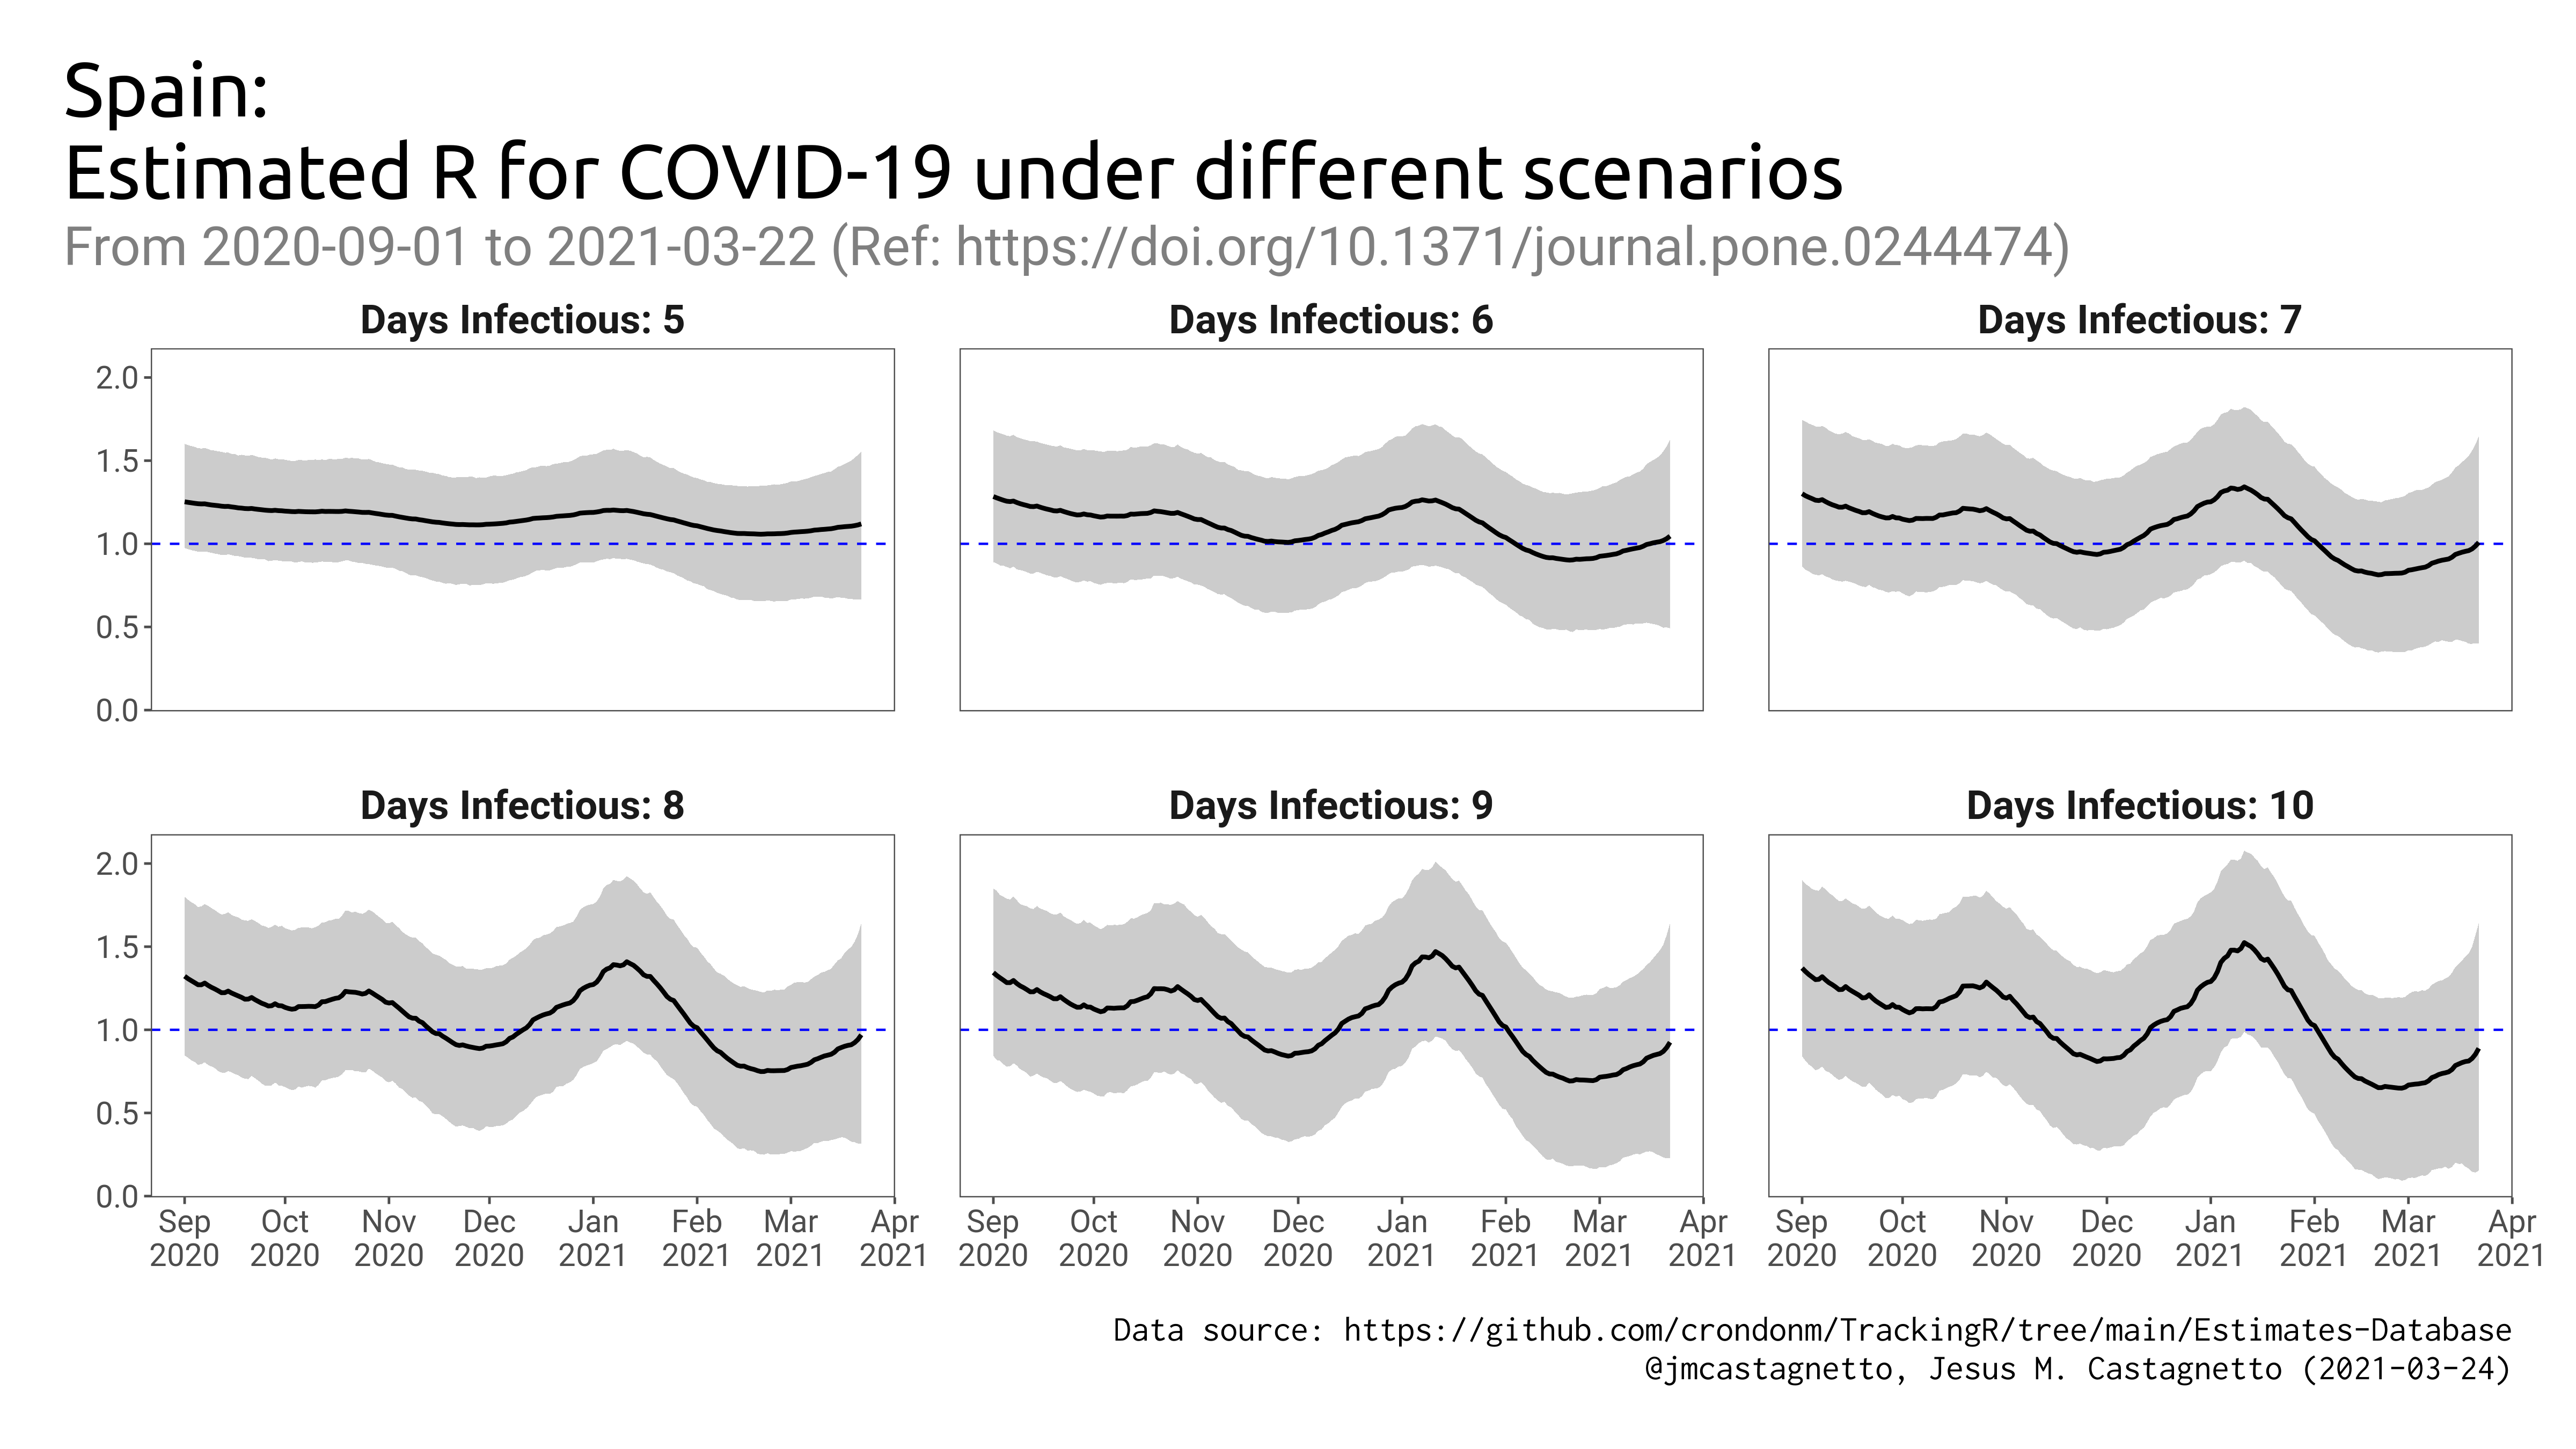 Spain:
Estimated R for COVID-19 under different scenarios
From 2020-09-01 to 2021-03-22 (Ref: https://doi.org/10.1371/journal.pone.0244474)
Days Infectious: 5
Days Infectious: 6
Days Infectious: 7
2.0
1.5
1.0
0.5
0.0
Days Infectious: 8
Days Infectious: 9
Days Infectious: 10
2.0
1.5
1.0
0.5
0.0
Sep Oct Nov Dec Jan Feb Mar Apr
2020 2020 2020 2020 2021 2021 2021 2021
Sep Oct Nov Dec Jan Feb Mar Apr
2020 2020 2020 2020 2021 2021 2021 2021
Sep Oct Nov Dec Jan Feb Mar Apr
2020 2020 2020 2020 2021 2021 2021 2021
Data source: https://github.com/crondonm/TrackingR/tree/main/Estimates-Database
@jmcastagnetto, Jesus M. Castagnetto (2021-03-24)